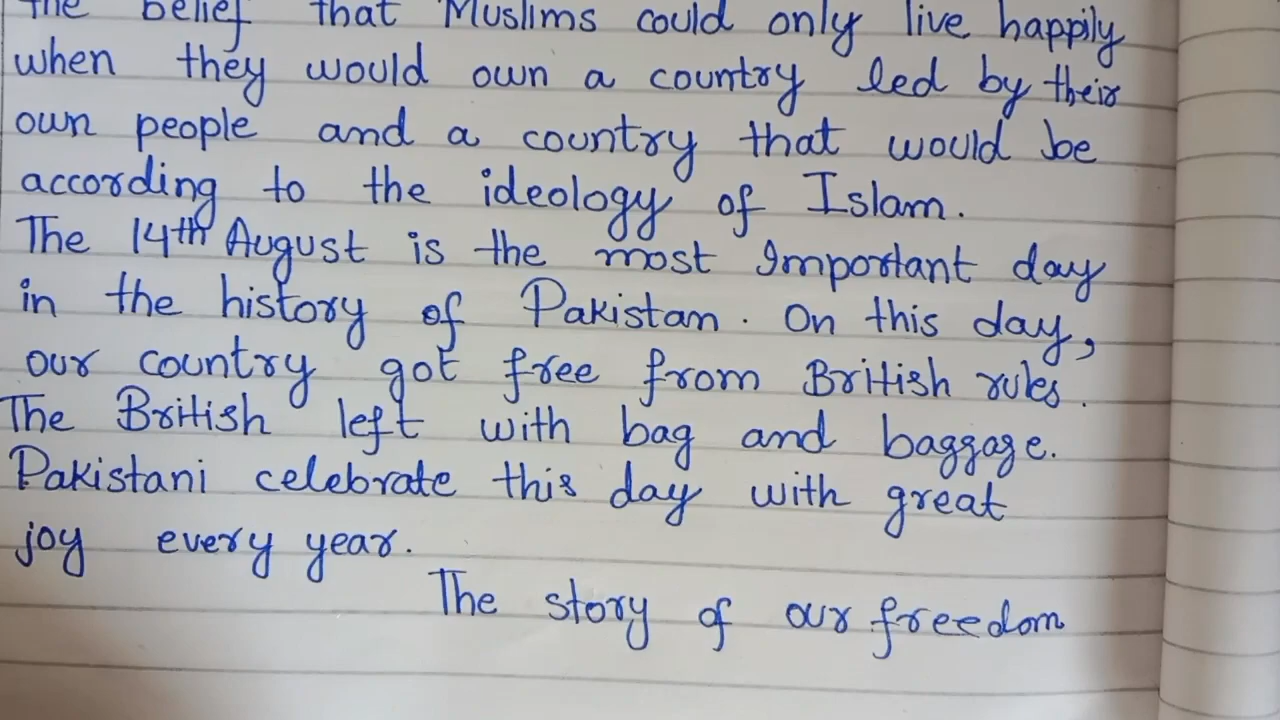 the belief that Muslims could only live happily
when they would own a country led by their
own people and a country that would be
according to the ideology of Islam.
The 14th August is the most Important day
in the history of Pakistan. On this day,
our country got free from British rules.
The British left with bag and baggage.
Pakistani celebrate this day with great
joy every year.
The story of our freedom